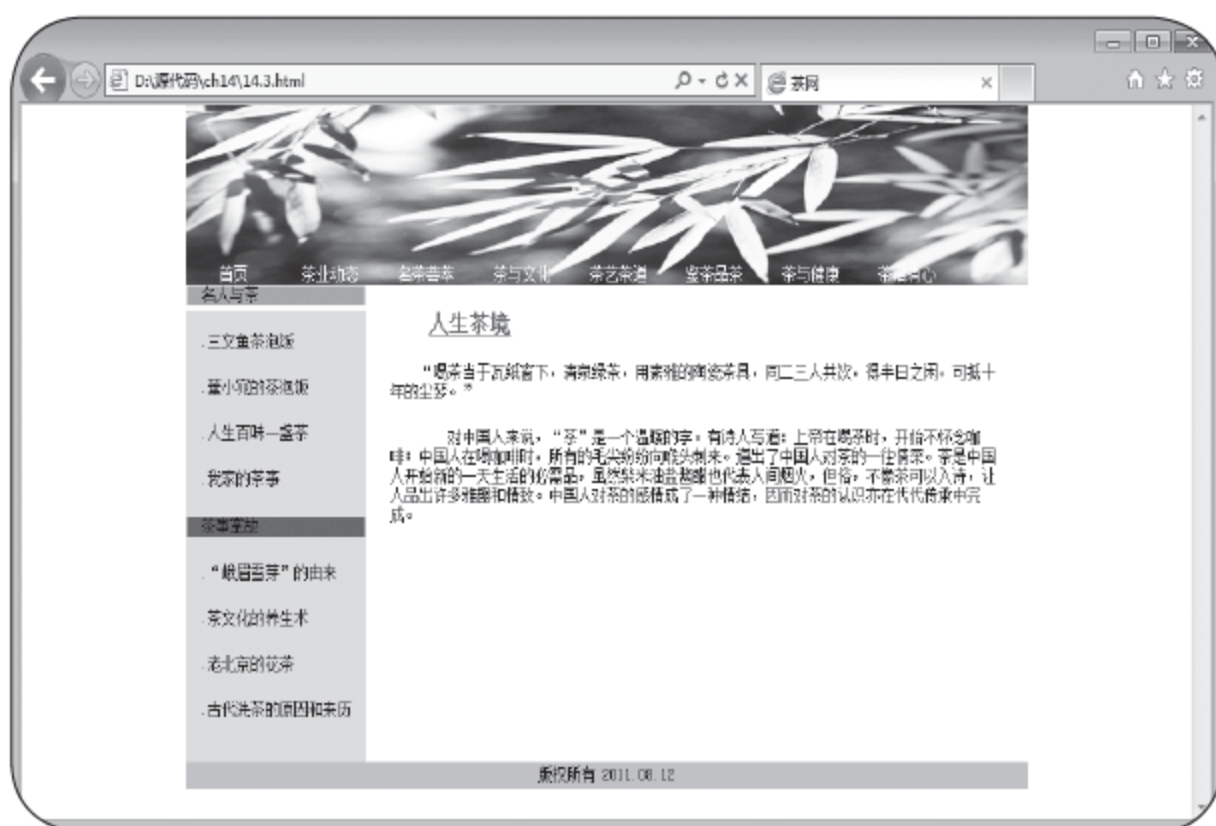 D:\源代码\ch14\14.3.html
茶网
首页 茶业动态 名茶荟萃 茶与文化 茶艺茶道 鉴茶品茶 茶与健康
名人与茶
.三文鱼茶泡饭
.董小宛的茶泡饭
.人生百味一盏茶
.我家的茶事
茶事
.“峨眉雪芽”的由来
.茶文化的养生术
.老北京的花茶
.古代洗茶的原因和来历
人生茶境
“喝茶当于瓦纸窗下，清泉绿茶，用素雅的陶瓷茶具，同二三人共饮，得半日之闲，可抵十
年的尘梦。”
对中国人来说，“茶”是一个温暖的字。有诗人写道：上帝在喝茶时，开始不怀念咖
啡；中国人在喝咖啡时，所有的毛尖纷纷向喉头刺来。道出了中国人对茶的一往情深。茶是中国
人开始新的一天生活的必需品，虽然柴米油盐酱醋也代表人间烟火，但俗，不像茶可以入诗，让
人品出许多雅趣和情致。中国人对茶的感情成了一种情结，因而对茶的认识亦在代代传承中完
成。
版权所有 2011.08.12